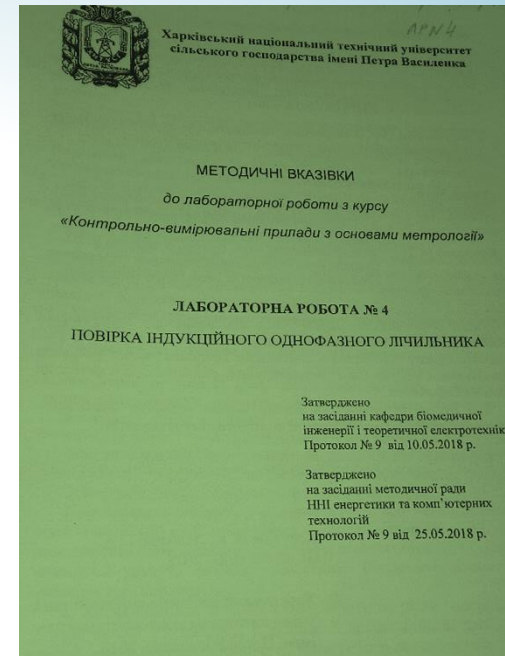 ЛР№4
Харківський національний технічний університет
сільського господарства імені Петра Василенка
МЕТОДИЧНІ ВКАЗІВКИ
до лабораторної роботи з курсу
«Контрольно-вимірювальні прилади з основами метрології»
ЛАБОРАТОРНА РОБОТА № 4
ПОВІРКА ІНДУКЦІЙНОГО ОДНОФАЗНОГО ЛІЧИЛЬНИКА
Затверджено
на засіданні кафедри біомедичної
інженерії і теоретичної електротехнік
Протокол № 9 від 10.05.2018 р.
Затверджено
на засіданні методичної ради
ННІ енергетики та комп'ютерних
технологій
Протокол № 9 від 25.05.2018 р.